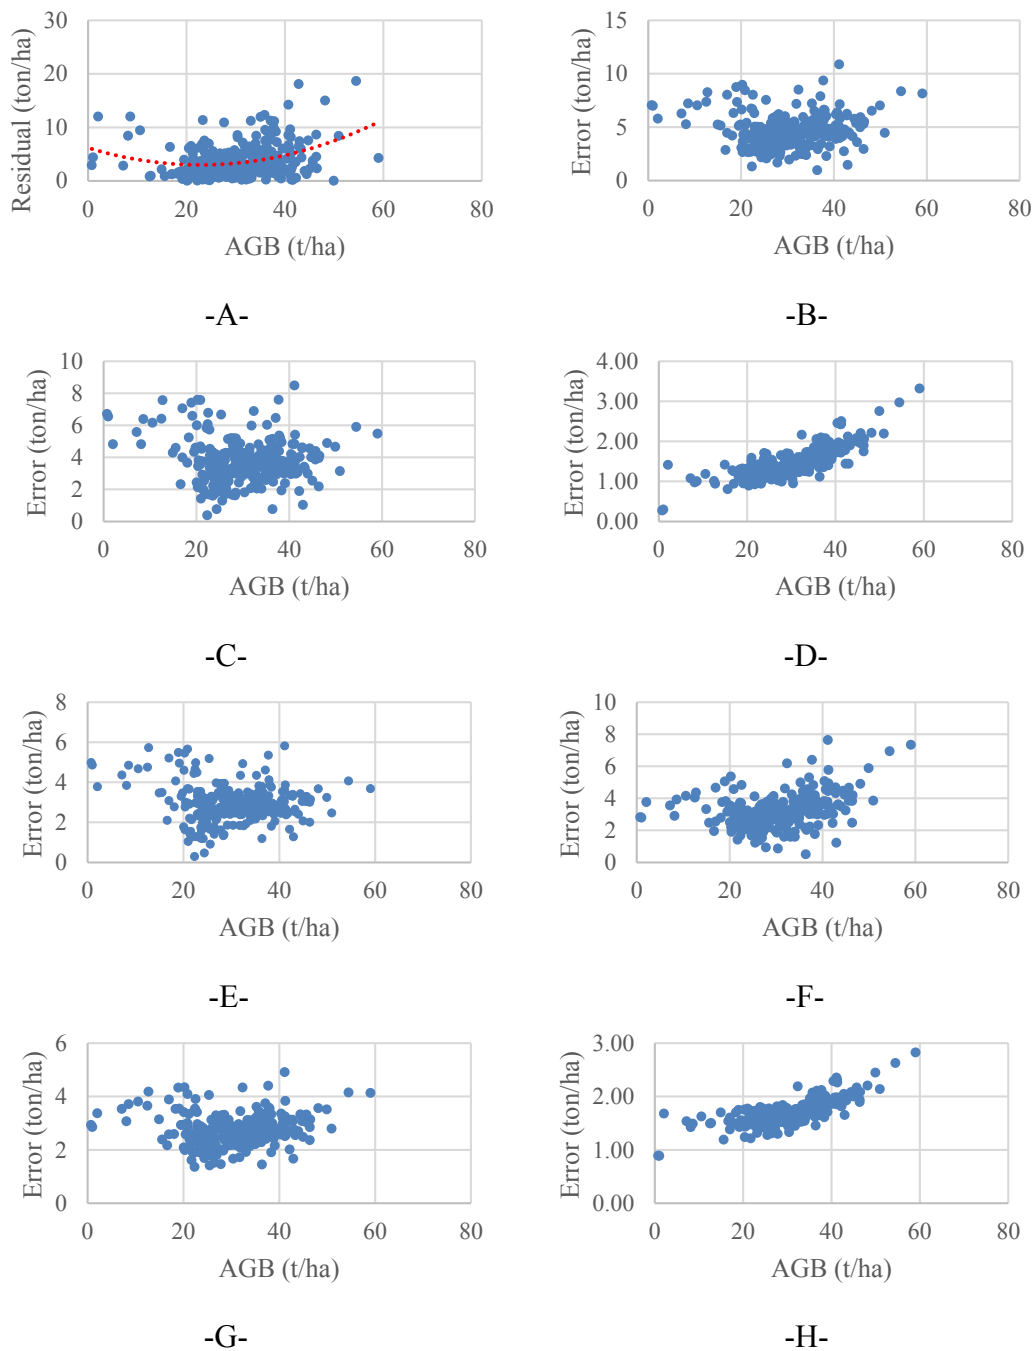 Residual (ton/ha)
30
20
10
0
0 20 40 60 80
AGB (t/ha)
-A-
Error (ton/ha)
15
10
5
0
0 20 40 60 80
AGB (t/ha)
-B-
Error (ton/ha)
10
8
6
4
2
0
0 20 40 60 80
AGB (t/ha)
-C-
Error (ton/ha)
4.00
3.00
2.00
1.00
0.00
0 20 40 60 80
AGB (t/ha)
-D-
Error (ton/ha)
8
6
4
2
0
0 20 40 60 80
AGB (t/ha)
-E-
Error (ton/ha)
10
8
6
4
2
0
0 20 40 60 80
AGB (t/ha)
-F-
Error (ton/ha)
6
4
2
0
0 20 40 60 80
AGB (t/ha)
-G-
Error (ton/ha)
3.00
2.00
1.00
0.00
0 20 40 60 80
AGB (t/ha)
-H-